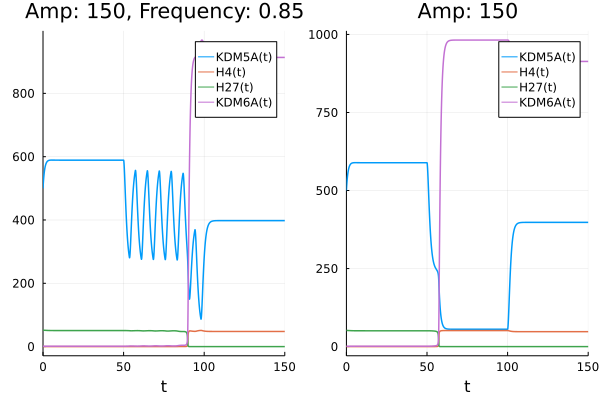 Amp: 150, Frequency: 0.85
KDM5A(t)
H4(t)
H27(t)
KDM6A(t)
800
600
400
200
0
0 50 100 150
t
Amp: 150
KDM5A(t)
H4(t)
H27(t)
KDM6A(t)
1000
750
500
250
0
0 50 100 150
t